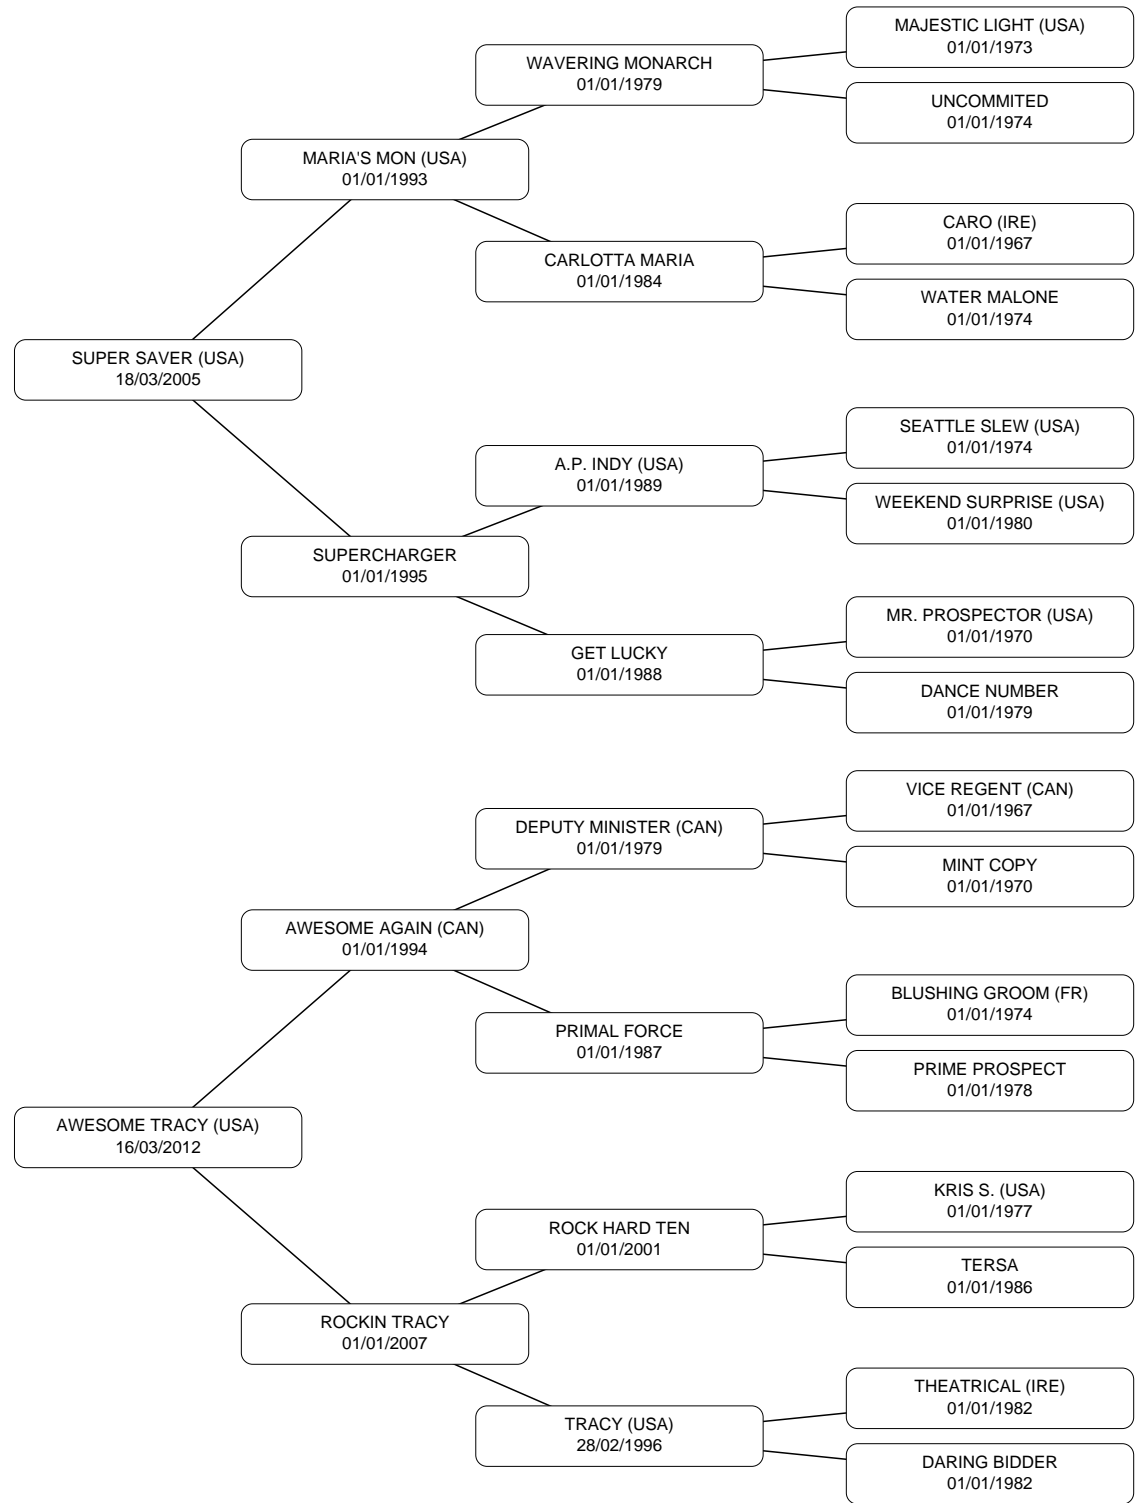 MAJESTIC LIGHT (USA)
01/01/1973
WAVERING MONARCH
01/01/1979
UNCOMMITED
01/01/1974
MARIA'S MON (USA)
01/01/1993
CARO (IRE)
01/01/1967
CARLOTTA MARIA
01/01/1984
WATER MALONE
01/01/1974
SUPER SAVER (USA)
18/03/2005
SEATTLE SLEW (USA)
01/01/1974
A.P. INDY (USA)
01/01/1989
WEEKEND SURPRISE (USA)
01/01/1980
SUPERCHARGER
01/01/1995
MR. PROSPECTOR (USA)
01/01/1970
GET LUCKY
01/01/1988
DANCE NUMBER
01/01/1979
VICE REGENT (CAN)
01/01/1967
DEPUTY MINISTER (CAN)
01/01/1979
MINT COPY
01/01/1970
AWESOME AGAIN (CAN)
01/01/1994
BLUSHING GROOM (FR)
01/01/1974
PRIMAL FORCE
01/01/1987
PRIME PROSPECT
01/01/1978
AWESOME TRACY (USA)
16/03/2012
KRIS S. (USA)
01/01/1977
ROCK HARD TEN
01/01/2001
TERSA
01/01/1986
ROCKIN TRACY
01/01/2007
THEATRICAL (IRE)
01/01/1982
TRACY (USA)
28/02/1996
DARING BIDDER
01/01/1982